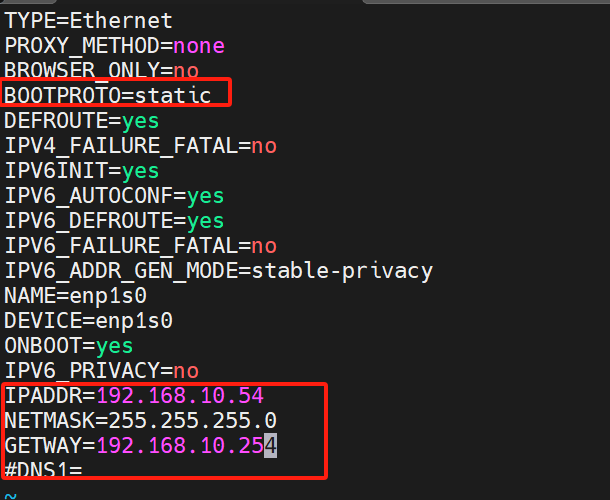 TYPE=Ethernet
PROXY_METHOD=none
BROWSER_ONLY=no
BOOTPROTO=static
DEFROUTE=yes
IPV4_FAILURE_FATAL=no
IPV6INIT=yes
IPV6_AUTOCONF=yes
IPV6_DEFROUTE=yes
IPV6_FAILURE_FATAL=no
IPV6_ADDR_GEN_MODE=stable-privacy
NAME=enp1s0
DEVICE=enp1s0
ONBOOT=yes
IPV6_PRIVACY=no
IPADDR=192.168.10.54
NETMASK=255.255.255.0
GETWAY=192.168.10.254
#DNS1=
~